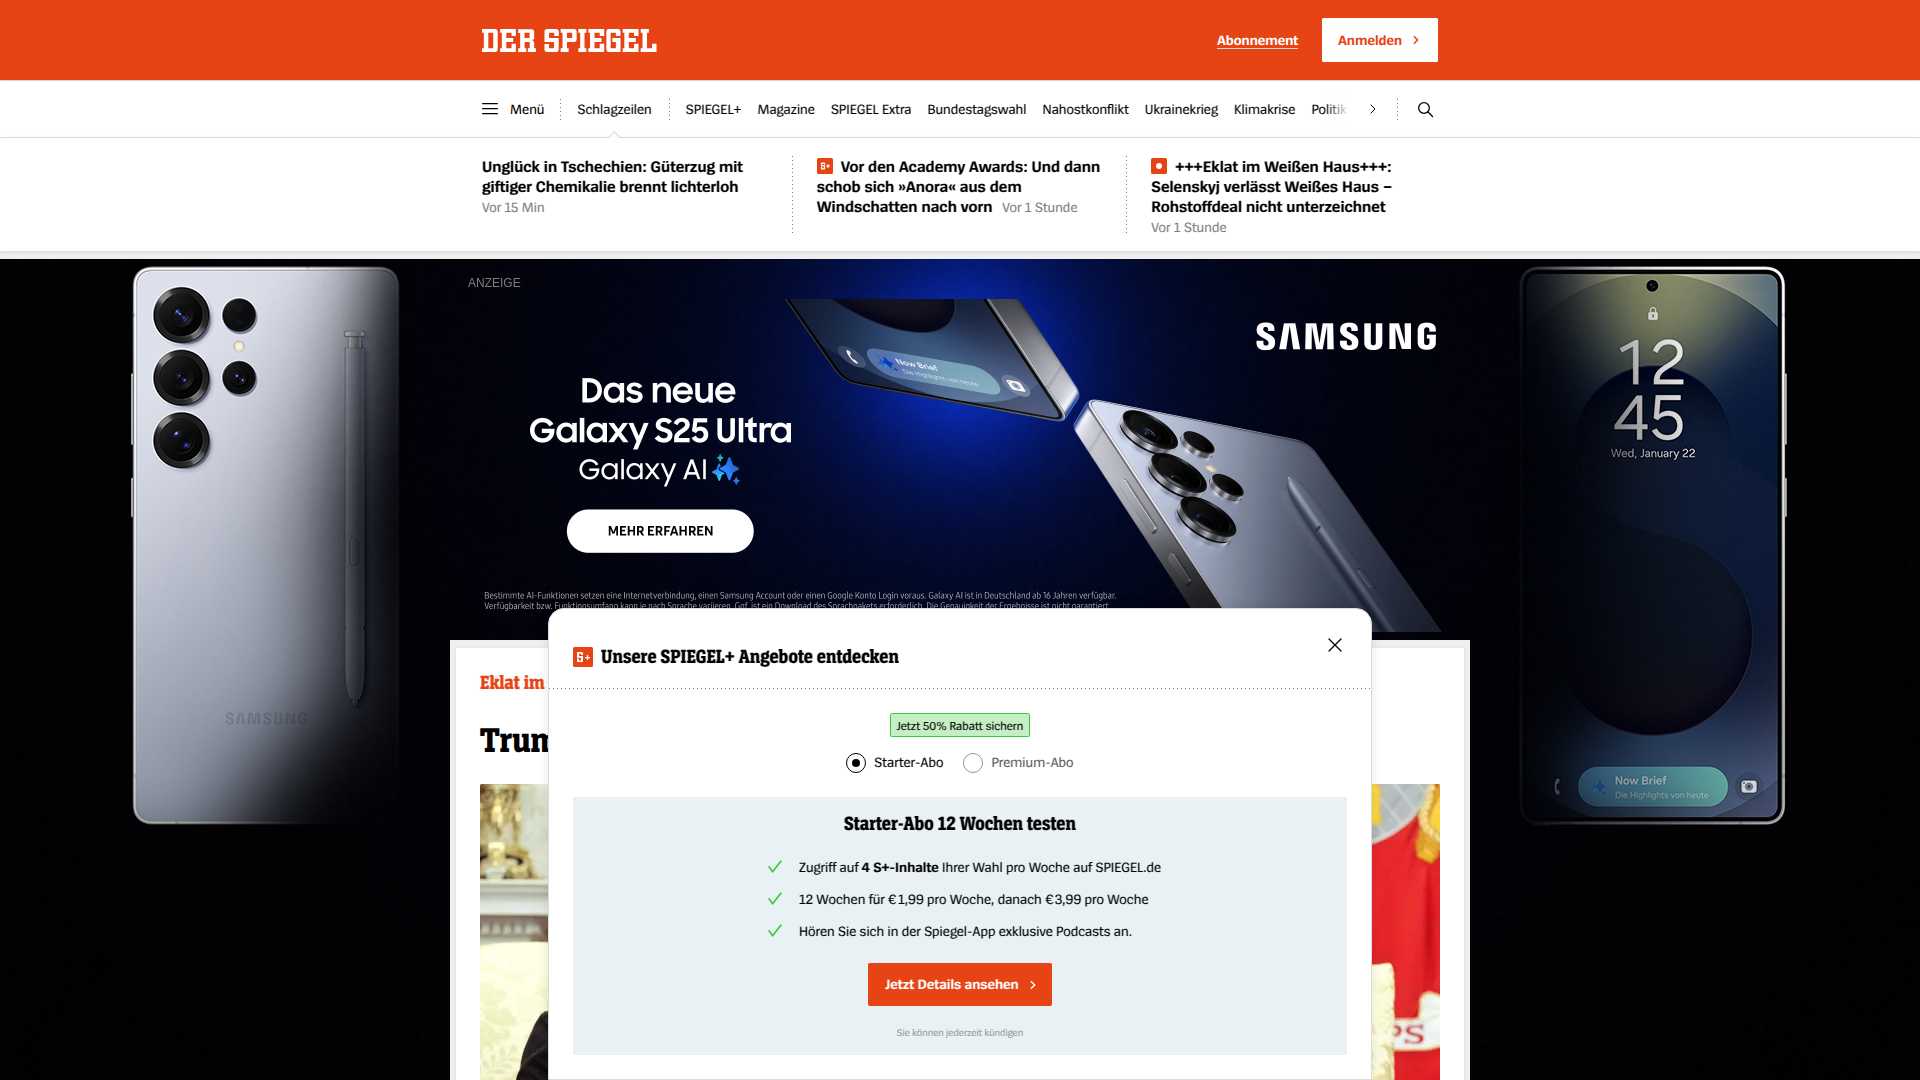 DER SPIEGEL
Abonnement
Anmelden
Menü
Schlagzeilen
SPIEGEL+
Magazine
SPIEGEL Extra
Bundestagswahl
Nahostkonflikt
Ukrainekrieg
Klimakrise
Politik
Unglück in Tschechien: Güterzug mit
giftiger Chemikalie brennt lichterloh
Vor 15 Min
Vor den Academy Awards: Und dann
schob sich »Anora« aus dem
Windschatten nach vorn Vor 1 Stunde
+++Eklat im Weißen Haus+++:
Selenskyj verlässt Weißes Haus –
Rohstoffdeal nicht unterzeichnet
Vor 1 Stunde
ANZEIGE
SAMSUNG
Das neue
Galaxy S25 Ultra
Galaxy AI
MEHR ERFAHREN
Now Brief
Die Highlights von heute
Bestimmte AI-Funktionen setzen eine Internetverbindung, einen Samsung Account oder einen Google Konto Login voraus. Galaxy AI ist in Deutschland ab 16 Jahren verfügbar.
Verfügbarkeit bzw. Funktionsumfang kann je nach Sprache variieren. Ggf. ist ein Download des Sprachpakets erforderlich. Die Genauigkeit der Ergebnisse ist nicht garantiert.
SAMSUNG
12
45
Wed, January 22
Now Brief
Die Highlights von heute
Eklat im
Trum
S+ Unsere SPIEGEL+ Angebote entdecken
Jetzt 50% Rabatt sichern
Starter-Abo
Premium-Abo
Starter-Abo 12 Wochen testen
Zugriff auf 4 S+-Inhalte Ihrer Wahl pro Woche auf SPIEGEL.de
12 Wochen für €1,99 pro Woche, danach €3,99 pro Woche
Hören Sie sich in der Spiegel-App exklusive Podcasts an.
Jetzt Details ansehen
Sie können jederzeit kündigen
PS